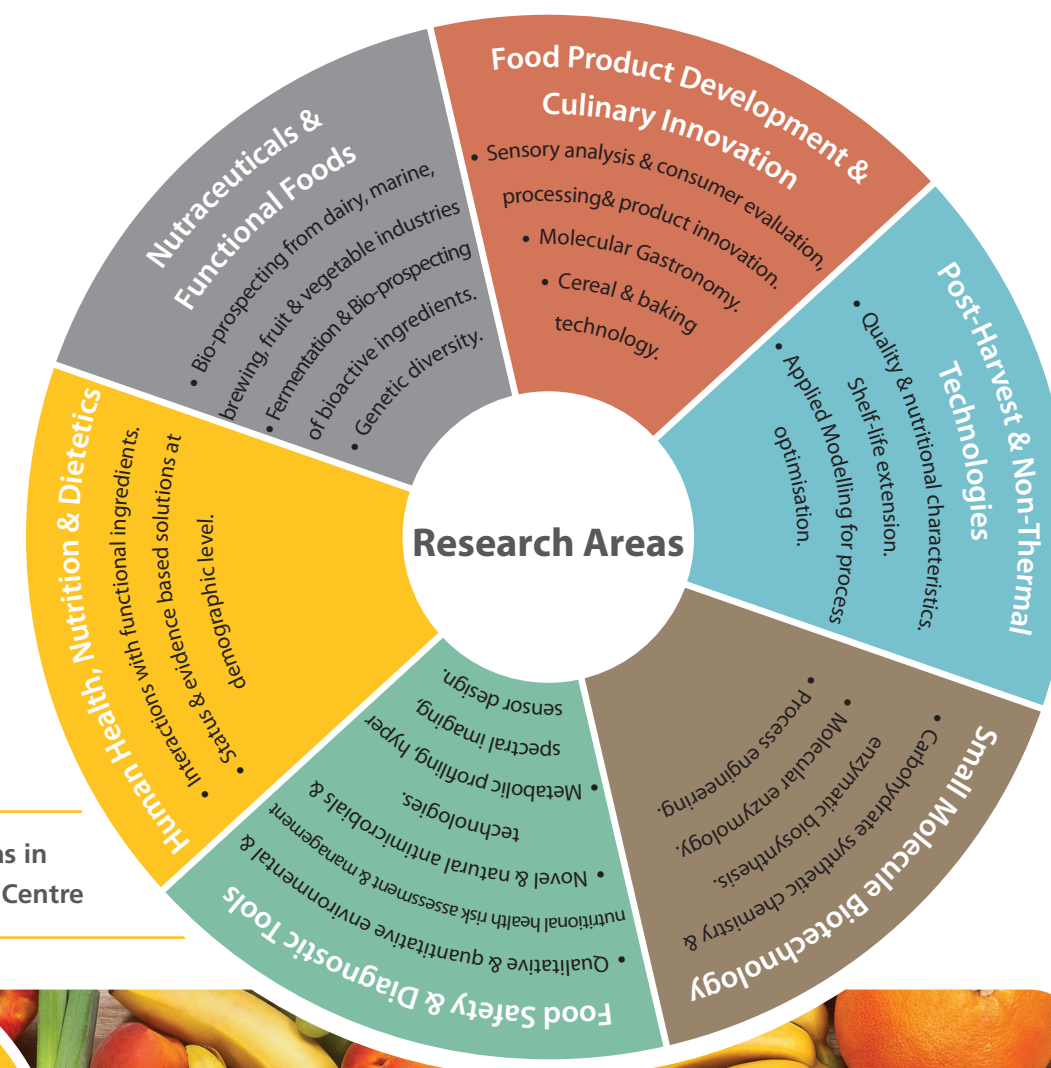 Food Product Development &
Culinary Innovation
• Sensory analysis & consumer evaluation,
processing& product innovation.
• Molecular Gastronomy.
• Cereal & baking
technology.
Post-Harvest & Non-Thermal
Technologies
• Quality & nutritional characteristics.
Shelf-life extension.
• Applied Modelling for process
optimisation.
Small Molecule Biotechnology
• Carbohydrate synthetic chemistry &
enzymatic biosynthesis.
• Molecular enzymology.
• Process engineering.
Food Safety & Diagnostic Tools
• Qualitative & quantitative environmental &
nutritional health risk assessment & management
• Novel & natural antimicrobials &
technologies.
• Metabolic profiling, hyper
spectral imaging,
sensor design.
Human Health, Nutrition & Dietetics
• Interactions with functional ingredients.
• Status & evidence based solutions at
demographic level.
Nutraceuticals &
Functional Foods
• Bio-prospecting from dairy, marine,
brewing, fruit & vegetable industries
• Fermentation & Bio-prospecting
of bioactive ingredients.
• Genetic diversity.
Research Areas
in
Centre